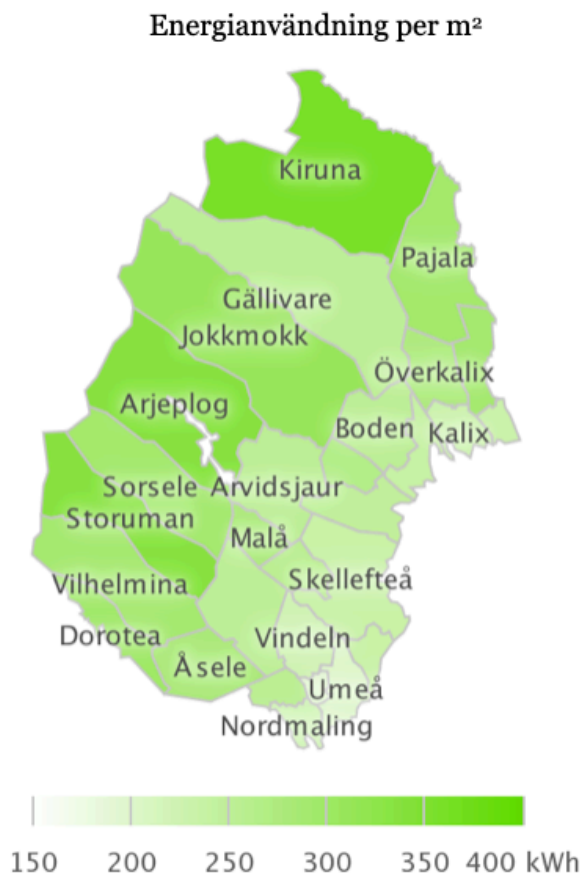 Energianvändning per m²
Kiruna
Pajala
Gällivare
Jokkmokk
Överkalix
Arjeplog
Boden
Kalix
Sorsele
Arvidsjaur
Storuman
Malå
Skellefteå
Vilhelmina
Dorotea
Vindeln
Åsele
Umeå
Nordmaling
150 200 250 300 350 400 kWh